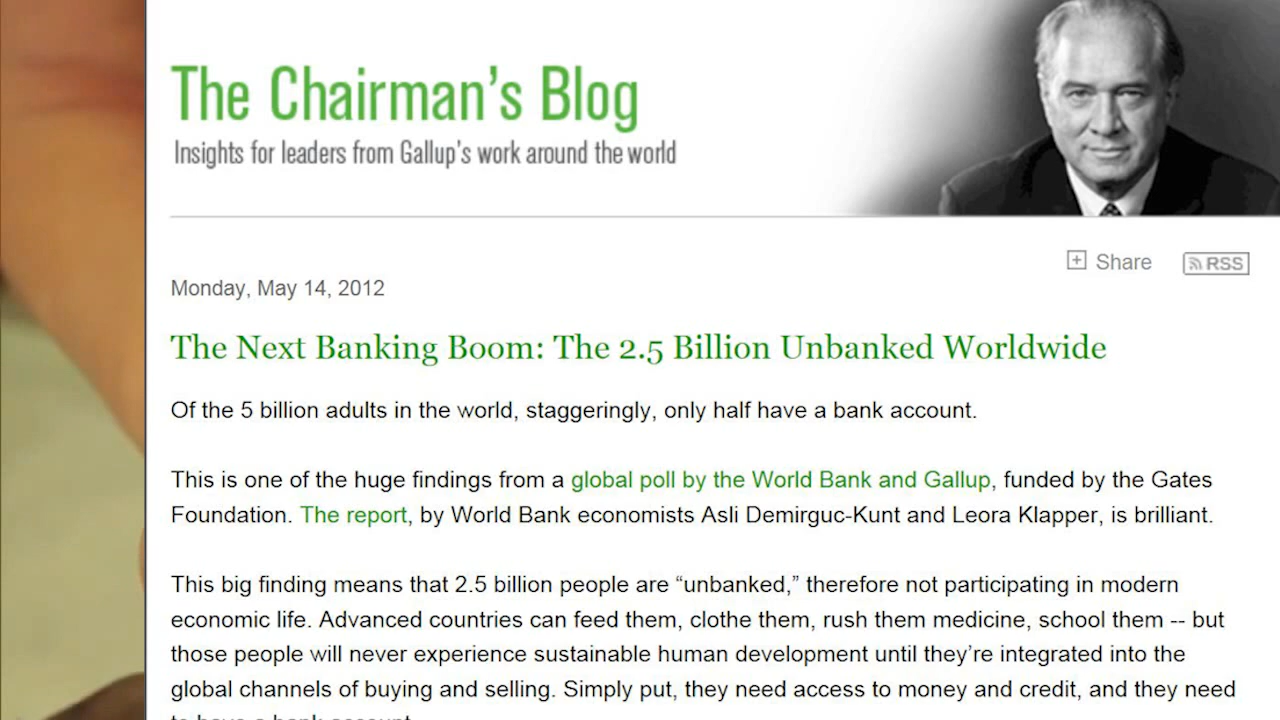 The Chairman's Blog
Insights for leaders from Gallup's work around the world
Share
RSS
Monday, May 14, 2012
The Next Banking Boom: The 2.5 Billion Unbanked Worldwide
Of the 5 billion adults in the world, staggeringly, only half have a bank account.
This is one of the huge findings from a global poll by the World Bank and Gallup, funded by the Gates
Foundation. The report, by World Bank economists Asli Demirguc-Kunt and Leora Klapper, is brilliant.
This big finding means that 2.5 billion people are “unbanked,” therefore not participating in modern
economic life. Advanced countries can feed them, clothe them, rush them medicine, school them -- but
those people will never experience sustainable human development until they’re integrated into the
global channels of buying and selling. Simply put, they need access to money and credit, and they need
to have a bank account.